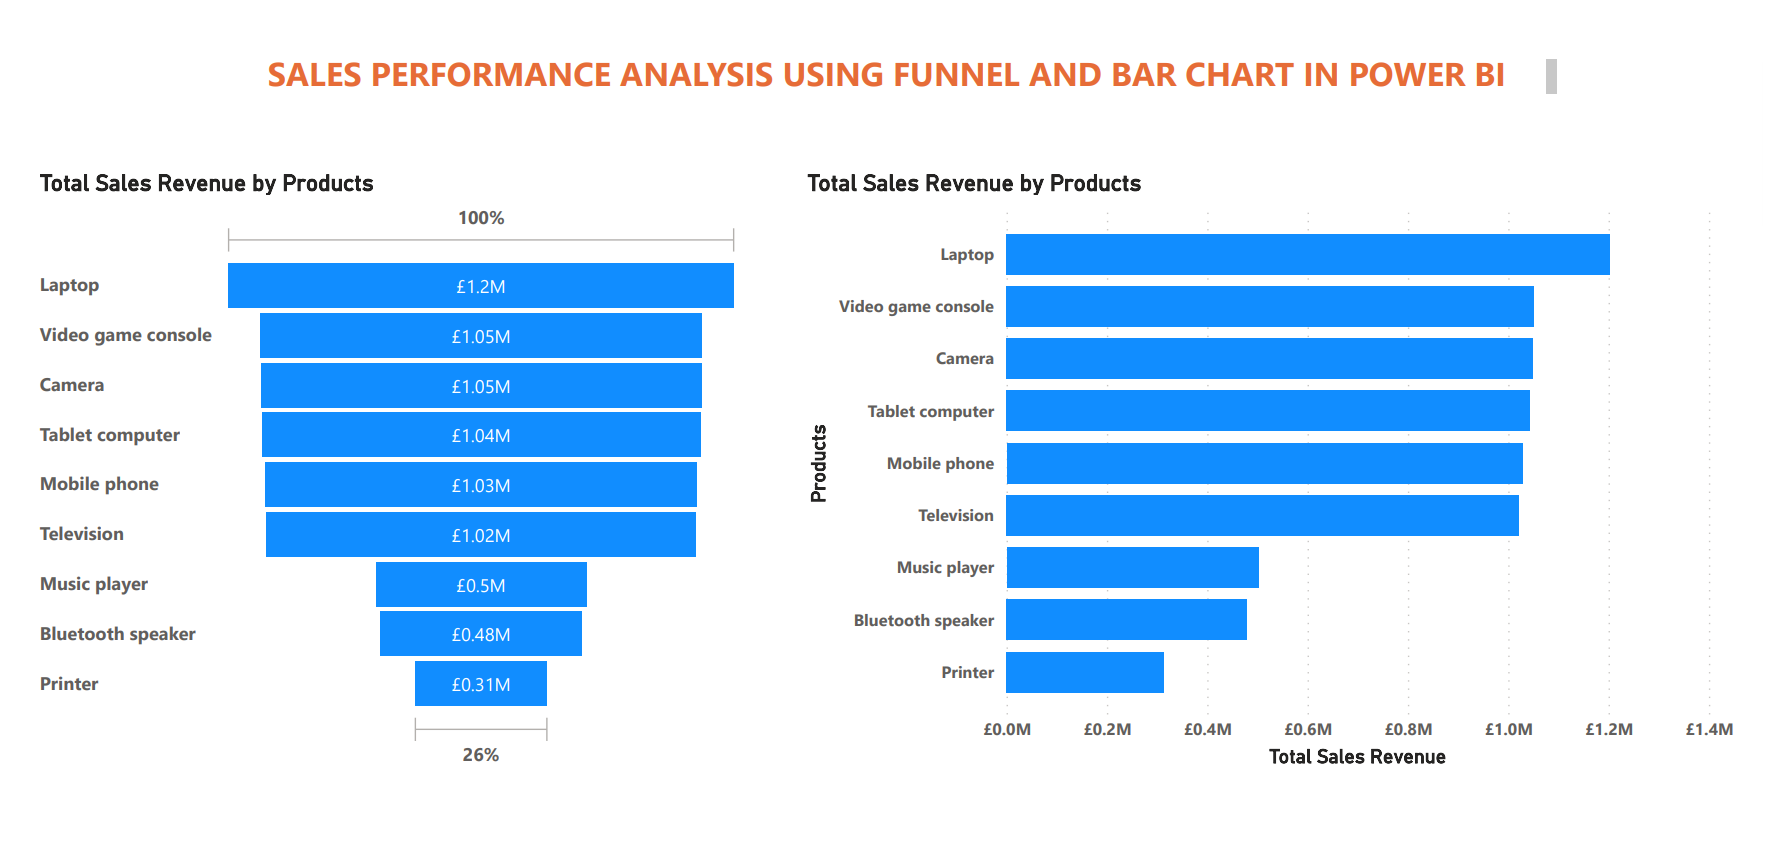 SALES PERFORMANCE ANALYSIS USING FUNNEL AND BAR CHART IN POWER BI
Total Sales Revenue by Products
100%
Laptop £1.2M
Video game console £1.05M
Camera £1.05M
Tablet computer £1.04M
Mobile phone £1.03M
Television £1.02M
Music player £0.5M
Bluetooth speaker £0.48M
Printer £0.31M
26%
Total Sales Revenue by Products
Products
Laptop
Video game console
Camera
Tablet computer
Mobile phone
Television
Music player
Bluetooth speaker
Printer
£0.0M £0.2M £0.4M £0.6M £0.8M £1.0M £1.2M £1.4M
Total Sales Revenue